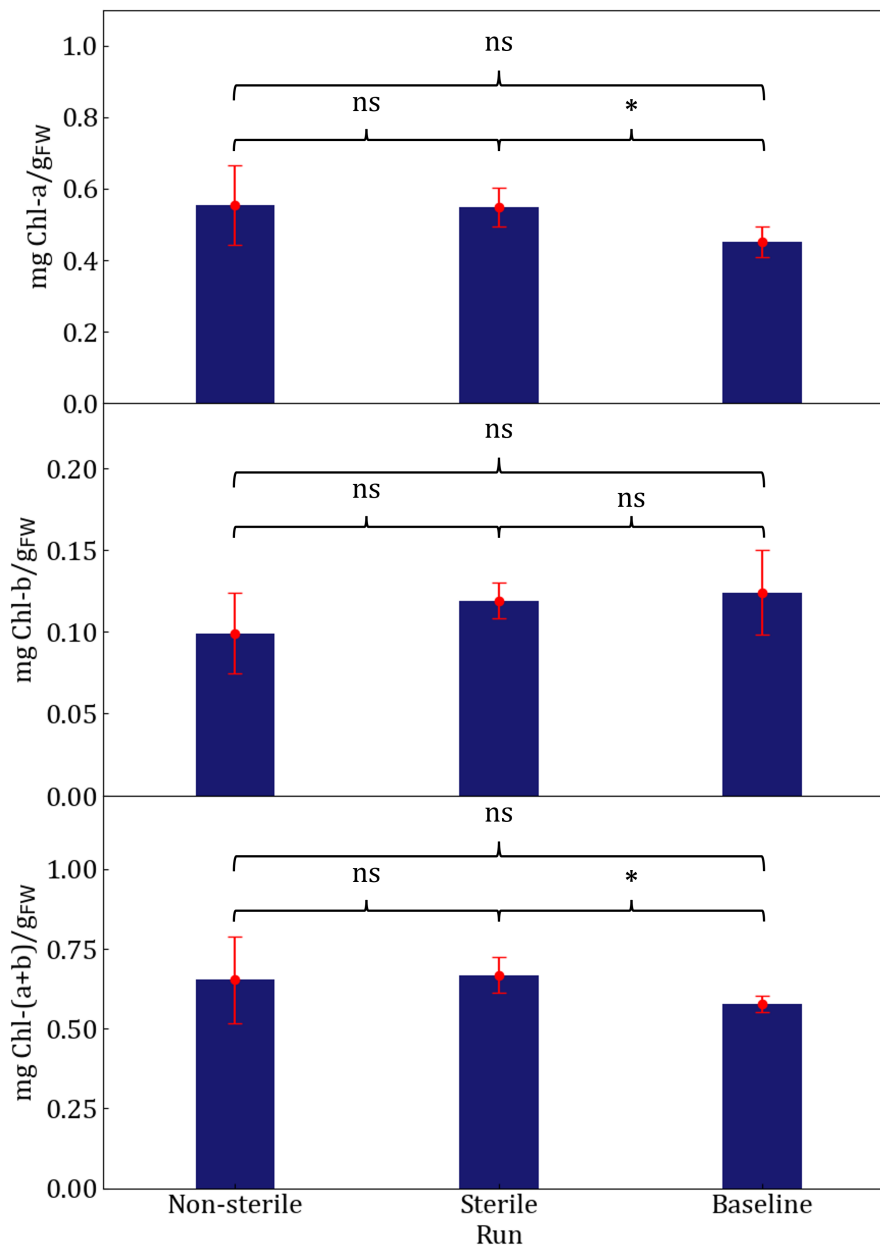 ns
1.0
ns
*
0.8
0.6
0.4
0.2
0.0
mg Chl-a/gFW
ns
0.20
ns
ns
0.15
0.10
0.05
0.00
mg Chl-b/gFW
ns
1.00
ns
*
0.75
0.50
0.25
0.00
mg Chl-(a+b)/gFW
Non-sterile Sterile Baseline
Run